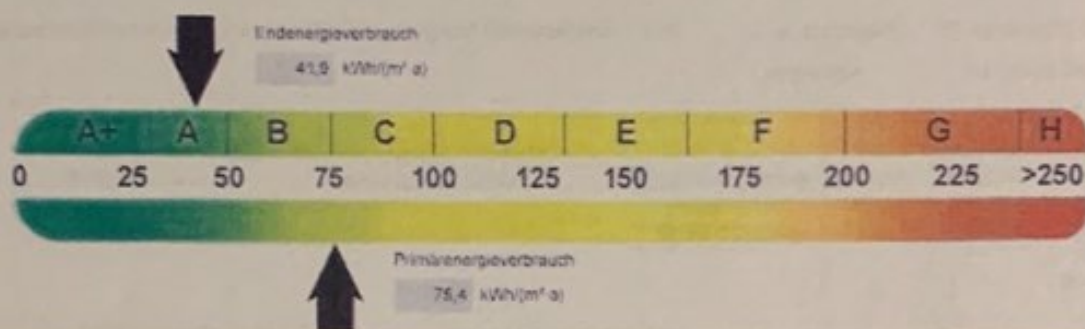 Endenergieverbrauch
41,9 kWh/(m²·a)
A+ A B C D E F G H
0 25 50 75 100 125 150 175 200 225 >250
Primärenergieverbrauch
75,4 kWh/(m²·a)